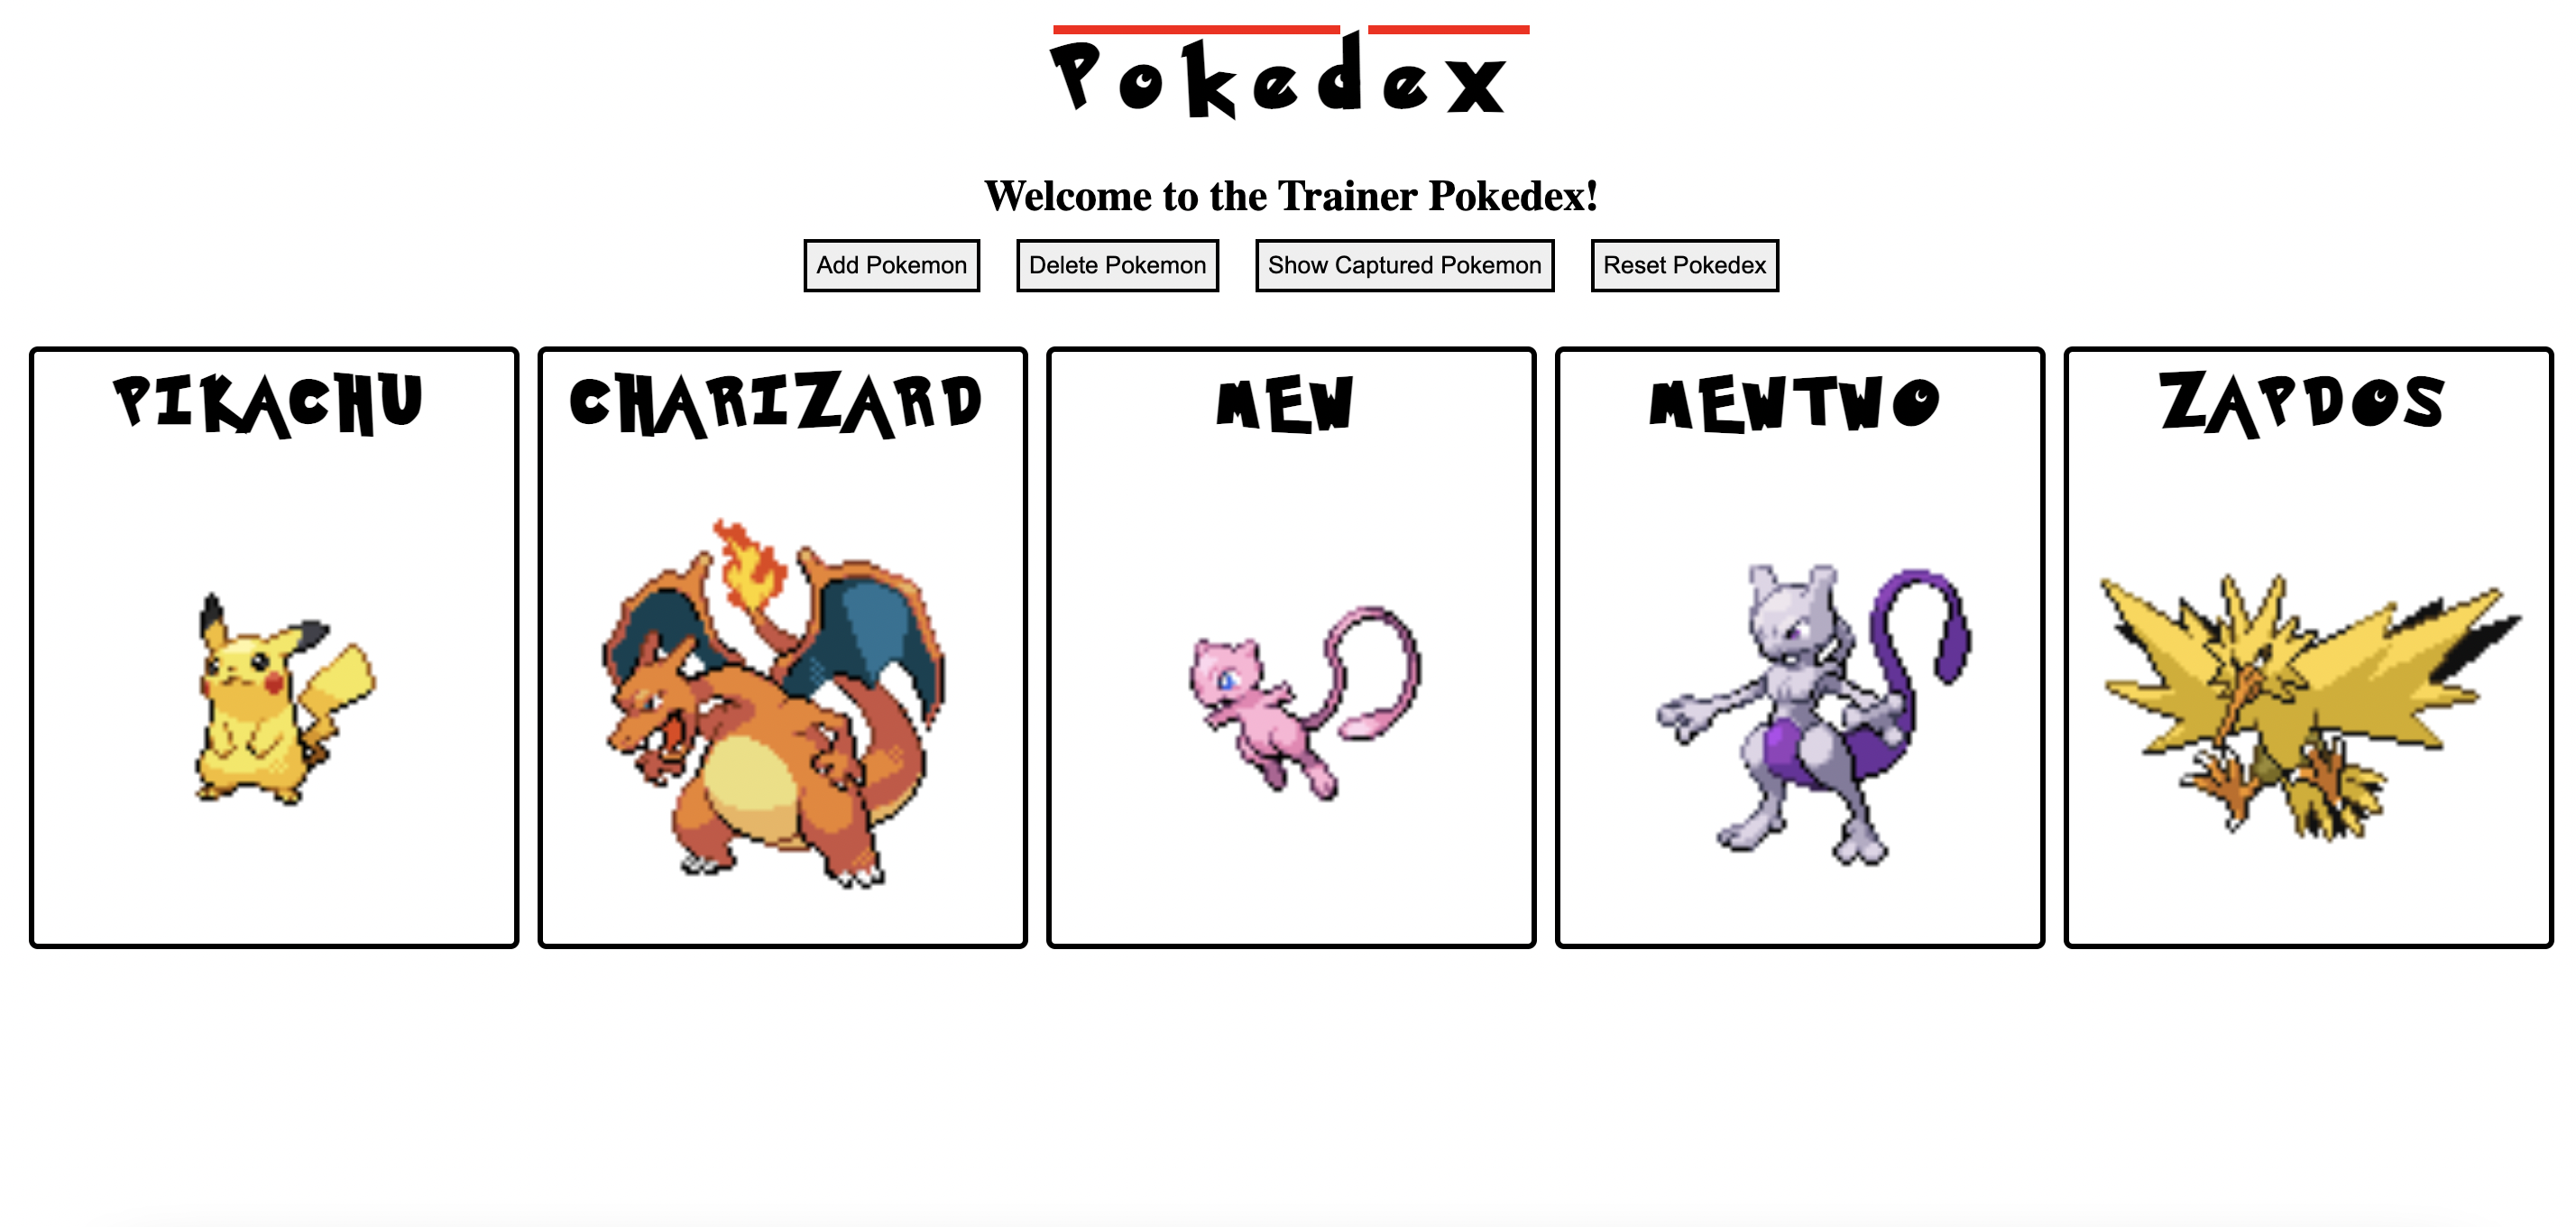 Pokedex
Welcome to the Trainer Pokedex!
Add Pokemon Delete Pokemon Show Captured Pokemon Reset Pokedex
PIKACHU CHARIZARD MEW MEWTWO ZAPDOS